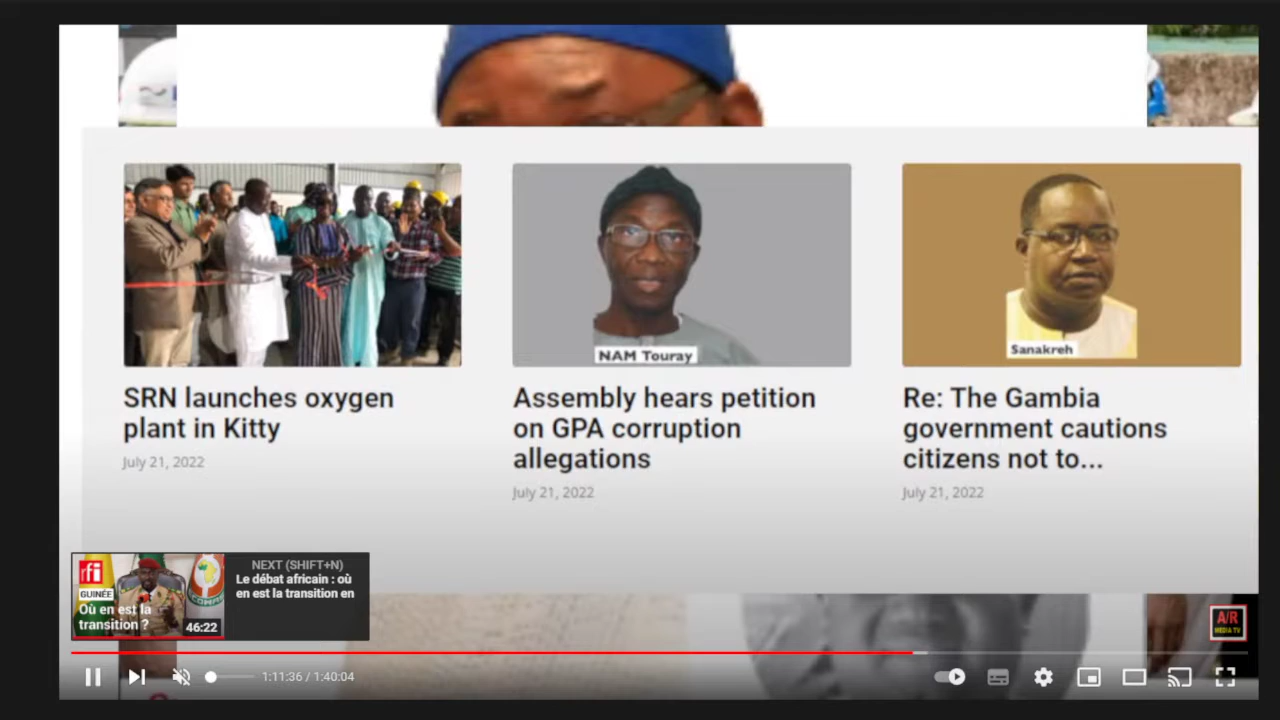 NAM Touray
Sanakreh
SRN launches oxygen
plant in Kitty
July 21, 2022
Assembly hears petition
on GPA corruption
allegations
July 21, 2022
Re: The Gambia
government cautions
citizens not to...
July 21, 2022
rfi
GUINÉE
Où en est la
transition ?
46:22
NEXT (SHIFT+N)
Le débat africain : où
en est la transition en
A/R
MEDIA TV
1:11:36 / 1:40:04